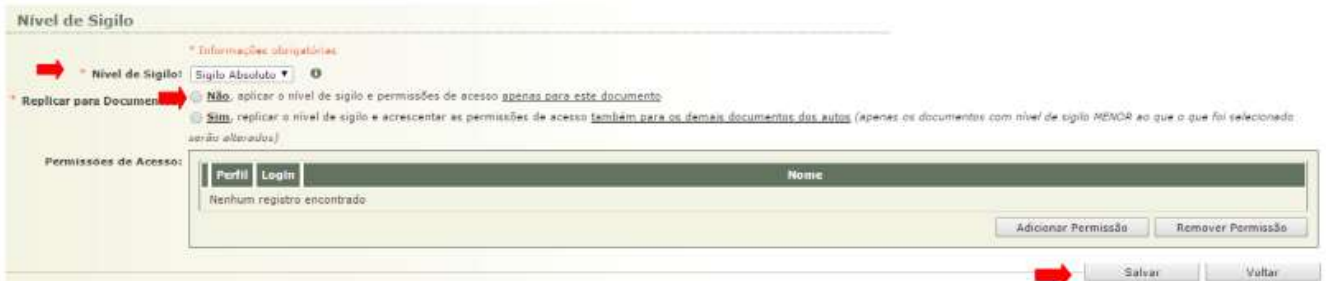 Nível de Sigilo
* Informações obrigatórias
* Nível de Sigilo: Sigilo Absoluto
* Replicar para Documen
Não, aplicar o nível de sigilo e permissões de acesso apenas para este documento
Sim, replicar o nível de sigilo e acrescentar as permissões de acesso também para os demais documentos dos autos (apenas os documentos com nível de sigilo MENOR ao que o que foi selecionado
serão alterados)
Permissões de Acesso:
Perfil Login Nome
Nenhum registro encontrado
Adicionar Permissão Remover Permissão
Salvar Voltar